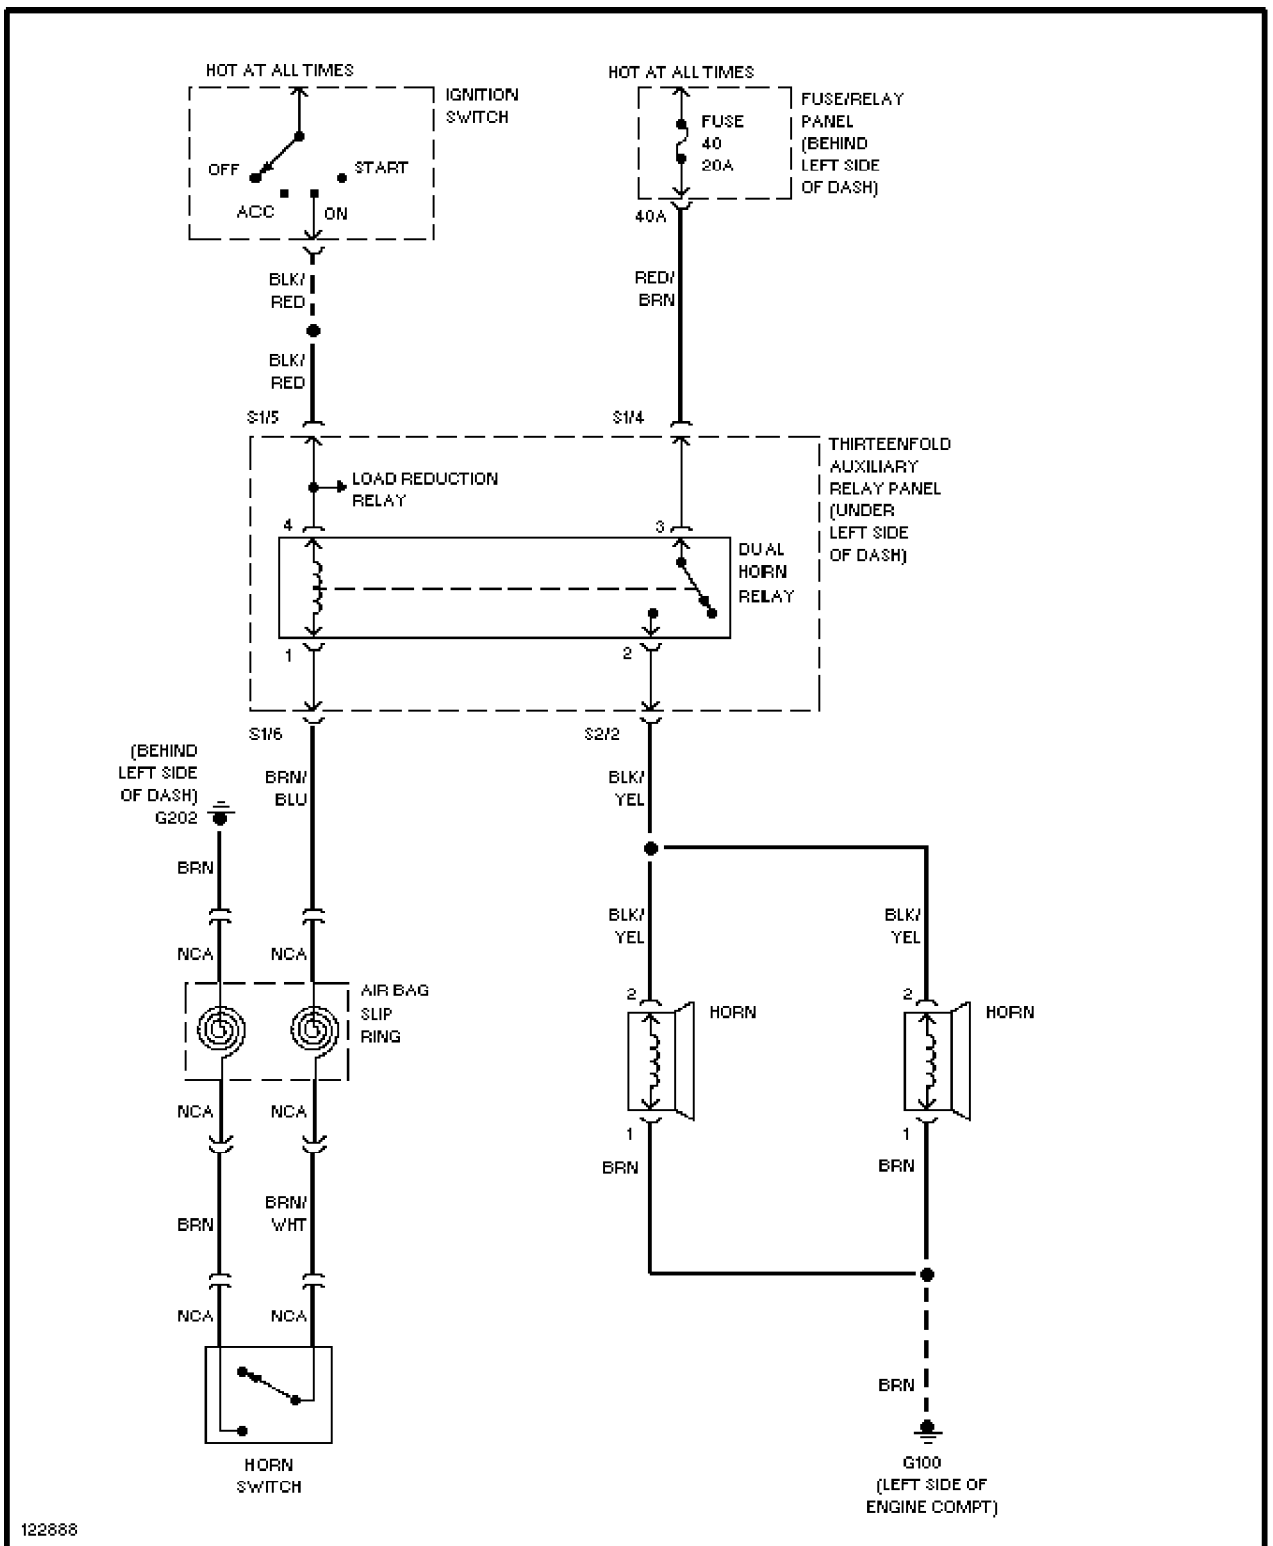 HOT AT ALL TIMES
HOT AT ALL TIMES
IGNITION
SWITCH
OFF
START
ACC
ON
FUSE
40
20A
FUSE/RELAY
PANEL
(BEHIND
LEFT SIDE
OF DASH)
40A
BLK/
RED
RED/
BRN
BLK/
RED
S1/5
S1/4
THIRTEENFOLD
AUXILIARY
RELAY PANEL
(UNDER
LEFT SIDE
OF DASH)
LOAD REDUCTION
RELAY
4
3
DUAL
HORN
RELAY
1
2
S1/6
S2/2
(BEHIND
LEFT SIDE
OF DASH)
G202
BRN/
BLU
BLK/
YEL
BRN
BLK/
YEL
BLK/
YEL
NCA
NCA
AIR BAG
SLIP
RING
2
HORN
2
HORN
NCA
NCA
1
1
BRN
BRN
BRN
BRN/
WHT
NCA
NCA
BRN
HORN
SWITCH
G100
(LEFT SIDE OF
ENGINE COMPT)
122888